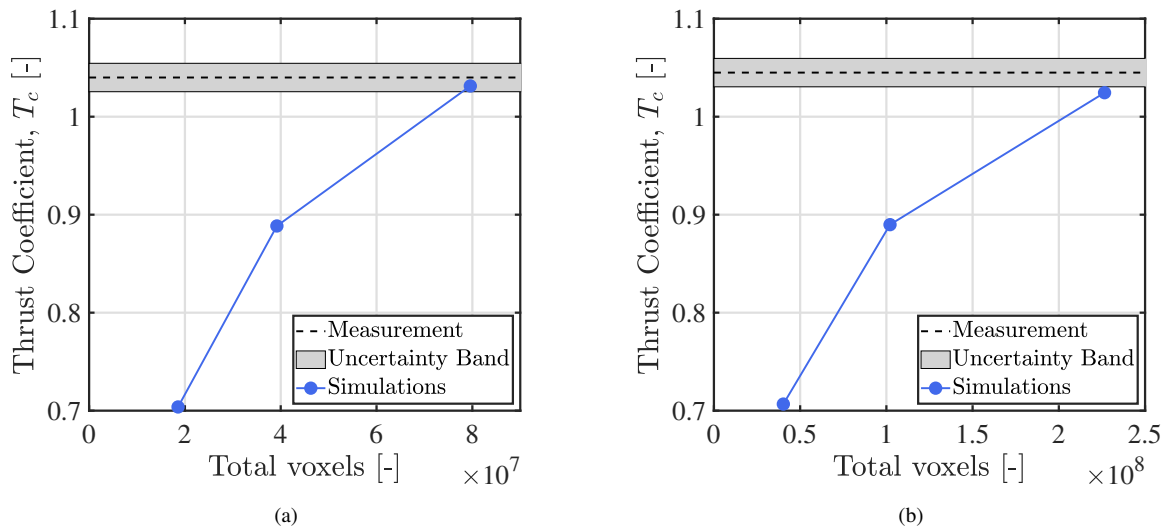 1.1
1
0.9
0.8
0.7
Thrust Coefficient, T_c [-]
Measurement
Uncertainty Band
Simulations
0 2 4 6 8
Total voxels [-]
×10^7
(a)
1.1
1
0.9
0.8
0.7
Thrust Coefficient, T_c [-]
Measurement
Uncertainty Band
Simulations
0 0.5 1 1.5 2 2.5
Total voxels [-]
×10^8
(b)